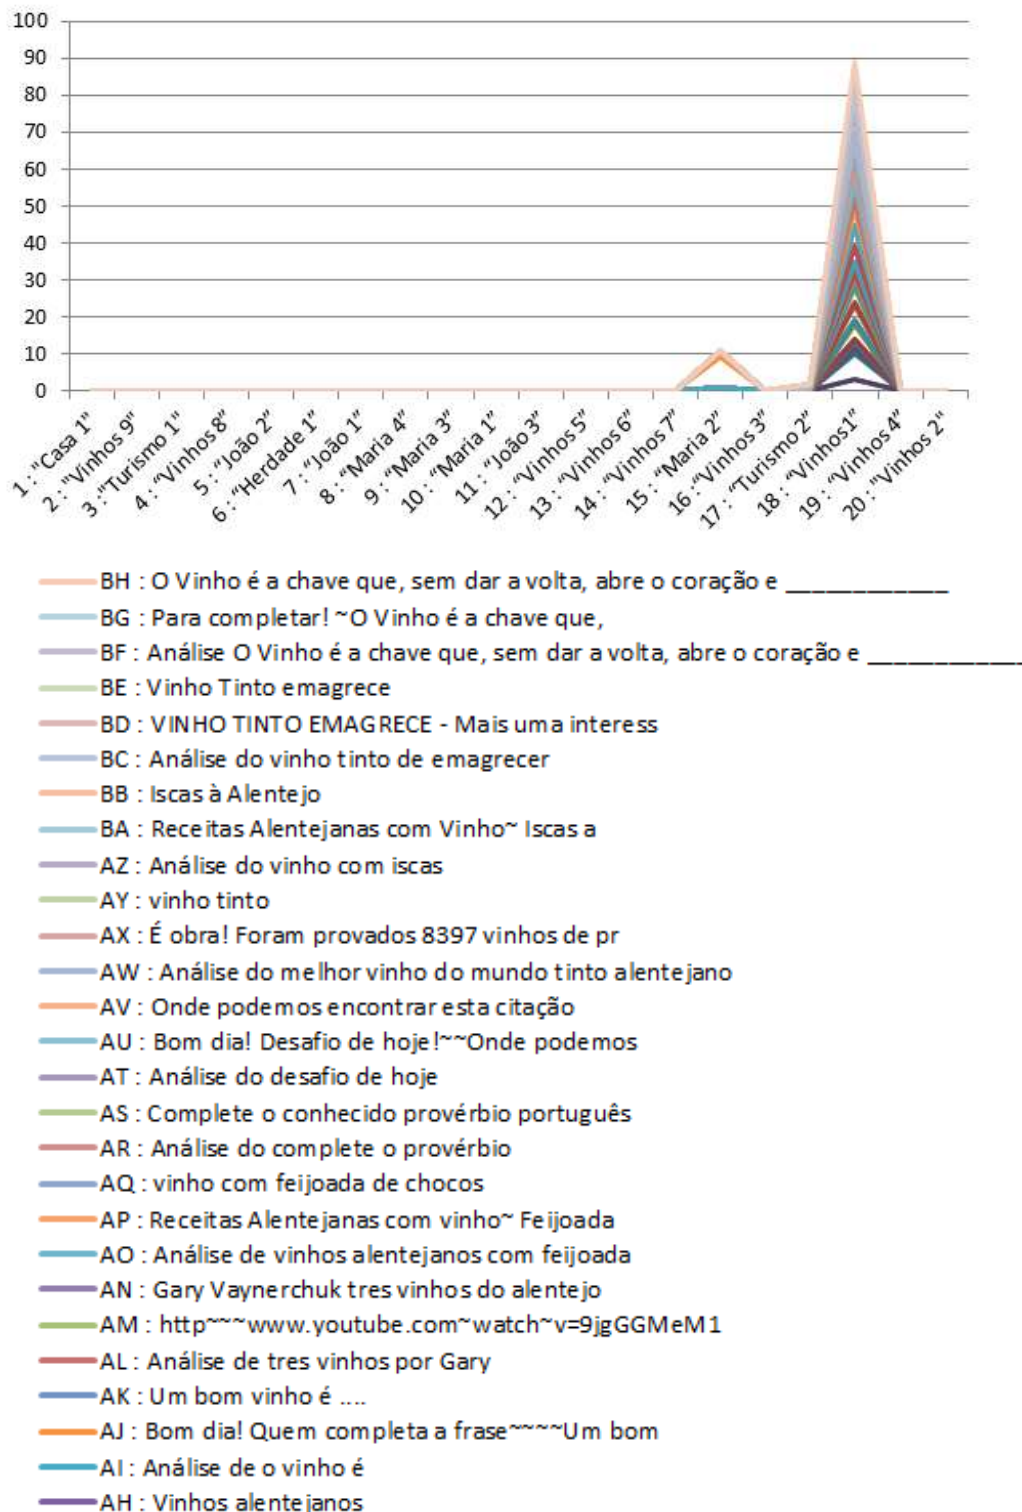 100
90
80
70
60
50
40
30
20
10
0
1 : "Casa 1"
2 : "Vinhos 9"
3 :"Turismo 1"
4 : “Vinhos 8”
5 : “João 2”
6 : “Herdade 1”
7 : “João 1”
8 : “Maria 4”
9 : “Maria 3”
10 : “Maria 1”
11 : “João 3”
12 : “Vinhos 5”
13 : “Vinhos 6”
14 : “Vinhos 7”
15 : “Maria 2”
16 : “Vinhos 3”
17 : “Turismo 2”
18 : “Vinhos1”
19 : “Vinhos 4”
20 : "Vinhos 2"
BH : O Vinho é a chave que, sem dar a volta, abre o coração e ____________
BG : Para completar! ~O Vinho é a chave que,
BF : Análise O Vinho é a chave que, sem dar a volta, abre o coração e ____________
BE : Vinho Tinto emagrece
BD : VINHO TINTO EMAGRECE - Mais uma interess
BC : Análise do vinho tinto de emagrecer
BB : Iscas à Alentejo
BA : Receitas Alentejanas com Vinho~ Iscas a
AZ : Análise do vinho com iscas
AY : vinho tinto
AX : É obra! Foram provados 8397 vinhos de pr
AW : Análise do melhor vinho do mundo tinto alentejano
AV : Onde podemos encontrar esta citação
AU : Bom dia! Desafio de hoje!~~Onde podemos
AT : Análise do desafio de hoje
AS : Complete o conhecido provérbio português
AR : Análise do complete o provérbio
AQ : vinho com feijoada de chocos
AP : Receitas Alentejanas com vinho~ Feijoada
AO : Análise de vinhos alentejanos com feijoada
AN : Gary Vaynerchuk tres vinhos do alentejo
AM : http~~~www.youtube.com~watch~v=9jgGGMeM1
AL : Análise de tres vinhos por Gary
AK : Um bom vinho é ....
AJ : Bom dia! Quem completa a frase~~~~Um bom
AI : Análise de o vinho é
AH : Vinhos alentejanos